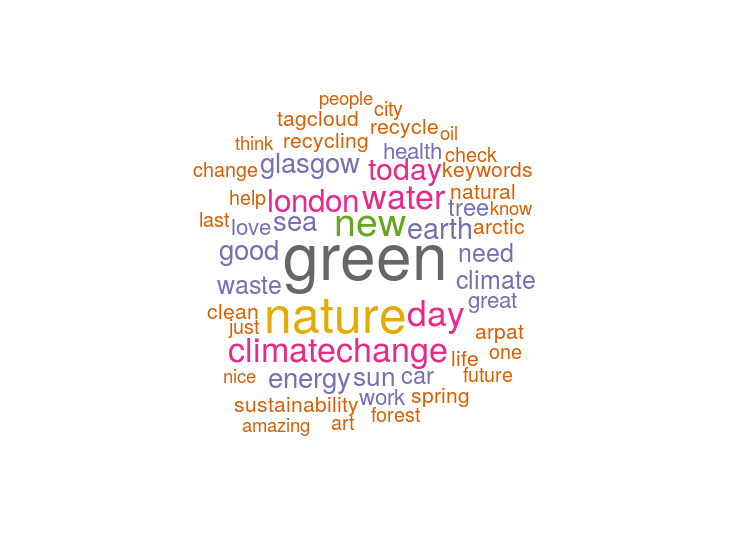 people
city
tagcloud
recycle
oil
think
recycling
health
check
change
glasgow
today
keywords
help
london
water
natural
tree
know
last
love
sea
new
earth
arctic
good
green
need
waste
climate
great
clean
nature
day
just
arpat
climatechange
life
one
nice
energy
sun
car
future
sustainability
work
spring
amazing
art
forest